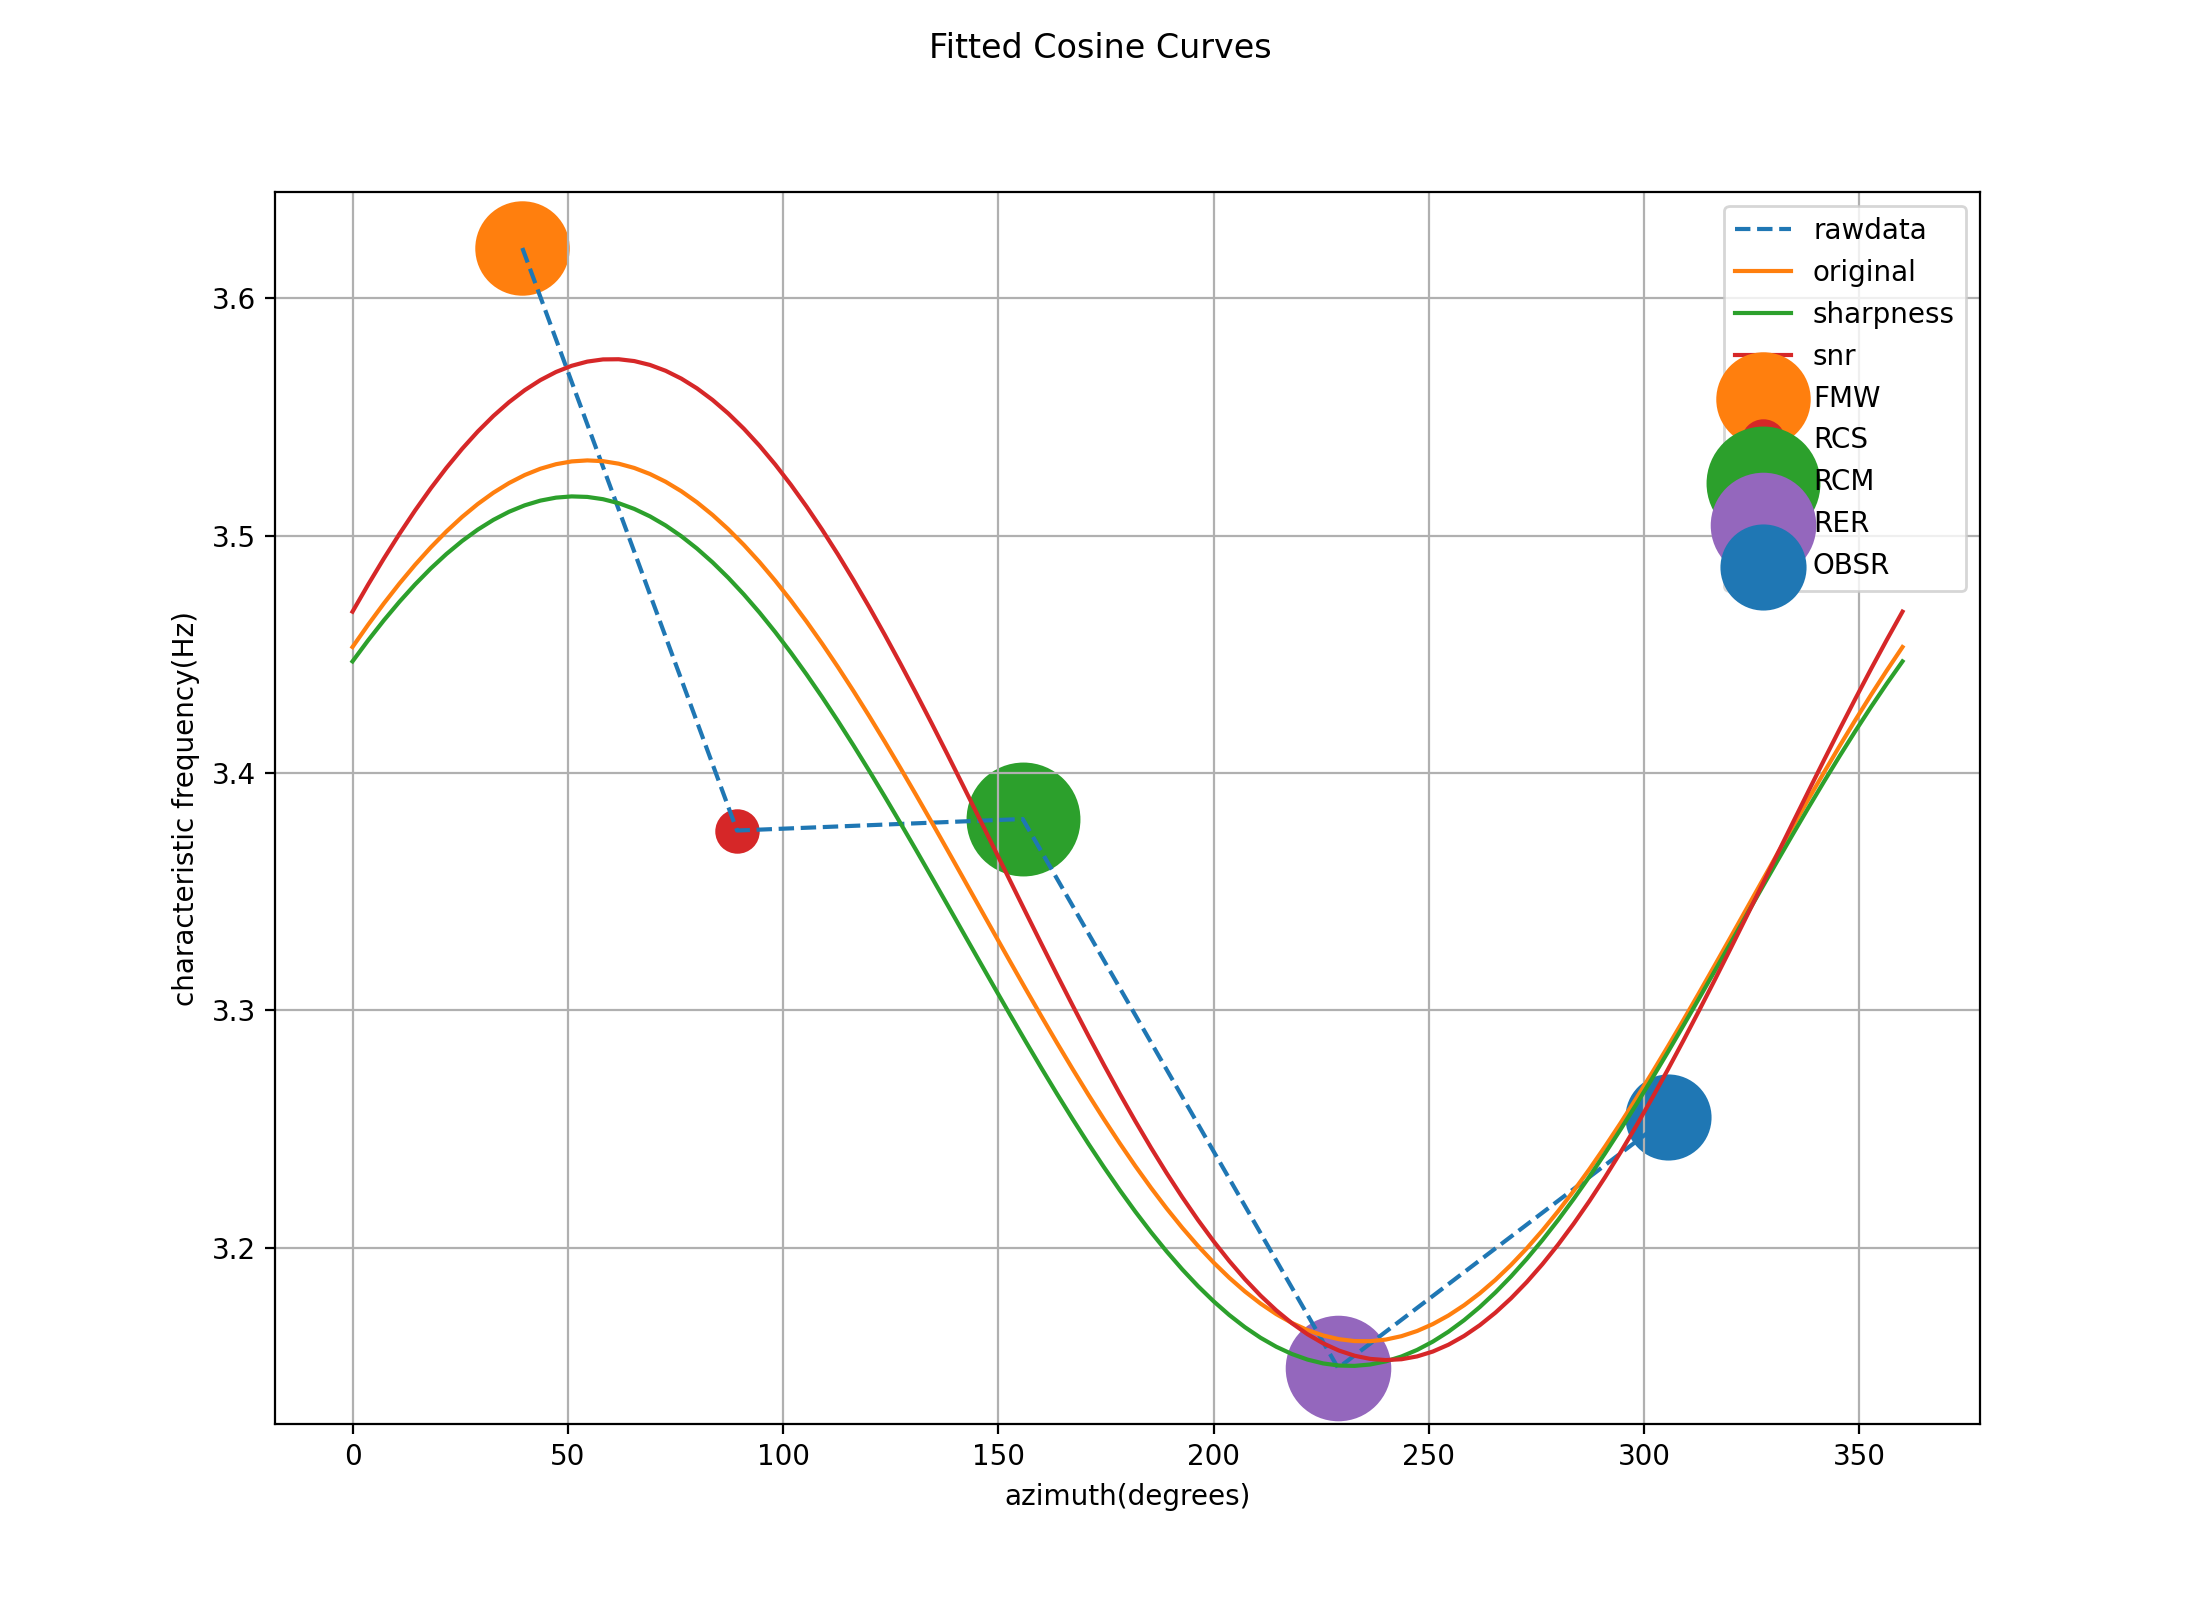 Fitted Cosine Curves
rawdata
original
sharpness
snr
FMW
RCS
RCM
RER
OBSR
3.6
3.5
3.4
3.3
3.2
characteristic frequency(Hz)
0 50 100 150 200 250 300 350
azimuth(degrees)